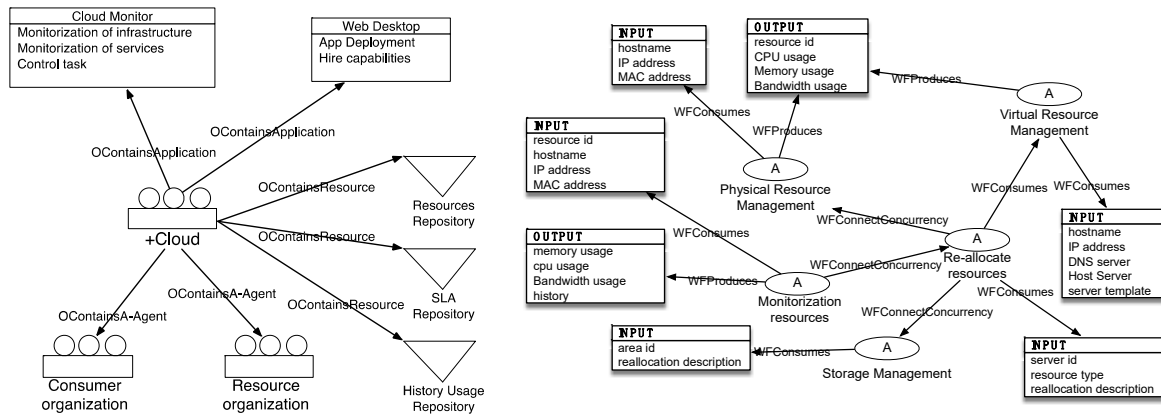 Cloud Monitor
Monitorization of infrastructure
Monitorization of services
Control task
Web Desktop
App Deployment
Hire capabilities
OContainsApplication
OContainsApplication
OContainsResource
Resources
Repository
+Cloud
OContainsResource
SLA
Repository
OContainsA-Agent
OContainsA-Agent
OContainsResource
History Usage
Repository
Consumer
organization
Resource
organization
INPUT
hostname
IP address
MAC address
OUTPUT
resource id
CPU usage
Memory usage
Bandwidth usage
WFProduces
A
Virtual Resource
Management
WFConsumes
WFProduces
INPUT
resource id
hostname
IP address
MAC address
A
Physical Resource
Management
WFConsumes
WFConsumes
WFConnectConcurrency
A
Re-allocate
resources
INPUT
hostname
IP address
DNS server
Host Server
server template
WFConsumes
OUTPUT
memory usage
cpu usage
Bandwidth usage
history
WFProduces
WFConnectConcurrency
A
Monitorization
resources
WFConsumes
WFConnectConcurrency
INPUT
area id
reallocation description
WFConsumes
A
Storage Management
INPUT
server id
resource type
reallocation description